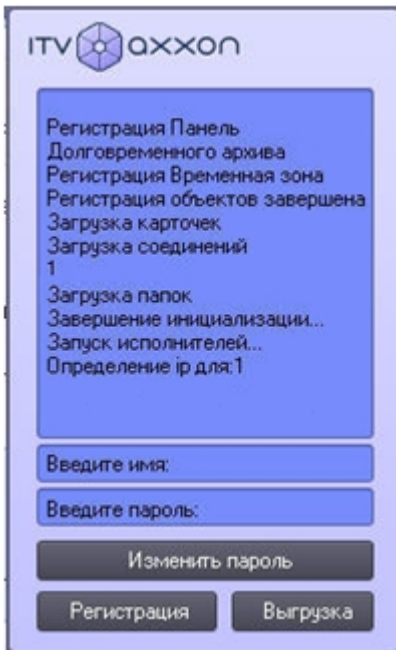 ITV axxon
Регистрация Панель
Долговременного архива
Регистрация Временная зона
Регистрация объектов завершена
Загрузка карточек
Загрузка соединений
1
Загрузка папок
Завершение инициализации...
Запуск исполнителей...
Определение ip для:1
Введите имя:
Введите пароль:
Изменить пароль
Регистрация Выгрузка